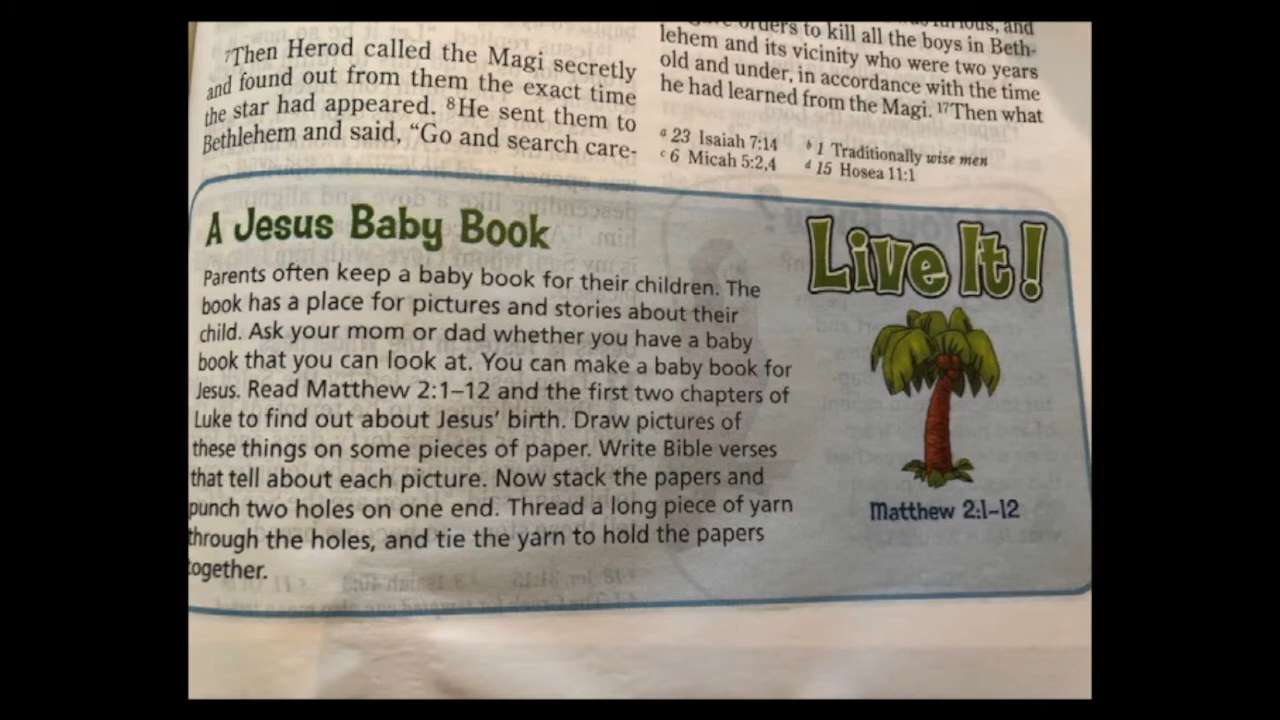 ⁷Then Herod called the Magi secretly
and found out from them the exact time
the star had appeared. ⁸He sent them to
Bethlehem and said, “Go and search care-
orders to kill all the boys in Beth-
lehem and its vicinity who were two years
old and under, in accordance with the time
he had learned from the Magi. ¹⁷Then what
ᵃ 23 Isaiah 7:14 ᵇ 1 Traditionally wise men
ᶜ 6 Micah 5:2,4 ᵈ 15 Hosea 11:1
A Jesus Baby Book
Parents often keep a baby book for their children. The
book has a place for pictures and stories about their
child. Ask your mom or dad whether you have a baby
book that you can look at. You can make a baby book for
Jesus. Read Matthew 2:1–12 and the first two chapters of
Luke to find out about Jesus’ birth. Draw pictures of
these things on some pieces of paper. Write Bible verses
that tell about each picture. Now stack the papers and
punch two holes on one end. Thread a long piece of yarn
through the holes, and tie the yarn to hold the papers
together.
Live It!
Matthew 2:1–12